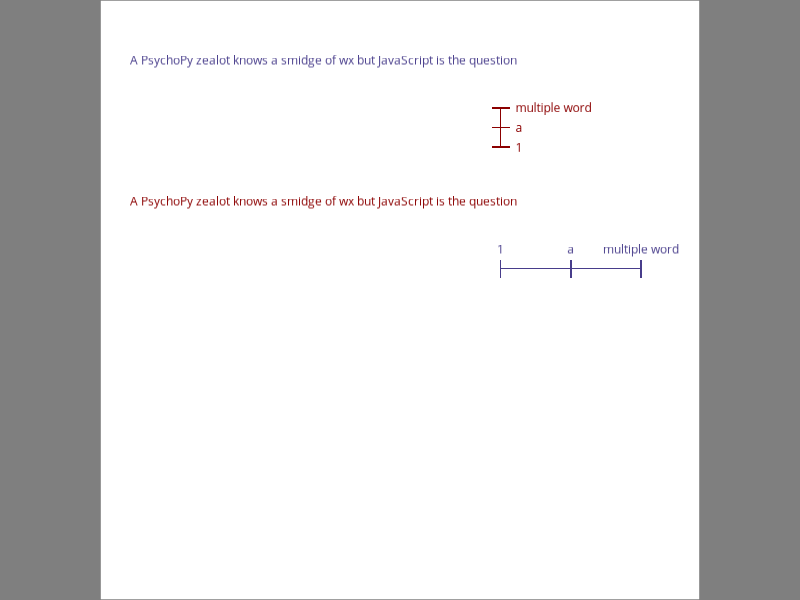 A PsychoPy zealot knows a smidge of wx but JavaScript is the question
multiple word
a
1
A PsychoPy zealot knows a smidge of wx but JavaScript is the question
1 a multiple word